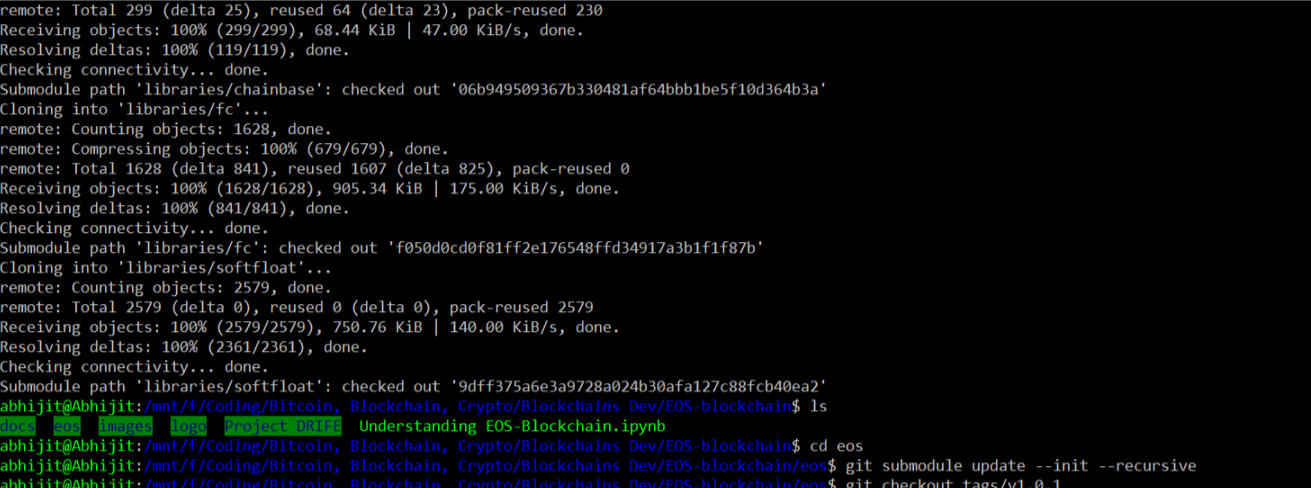 remote: Total 299 (delta 25), reused 64 (delta 23), pack-reused 230
Receiving objects: 100% (299/299), 68.44 KiB | 47.00 KiB/s, done.
Resolving deltas: 100% (119/119), done.
Checking connectivity... done.
Submodule path 'libraries/chainbase': checked out '06b949509367b330481af64bbb1be5f10d364b3a'
Cloning into 'libraries/fc'...
remote: Counting objects: 1628, done.
remote: Compressing objects: 100% (679/679), done.
remote: Total 1628 (delta 841), reused 1607 (delta 825), pack-reused 0
Receiving objects: 100% (1628/1628), 905.34 KiB | 175.00 KiB/s, done.
Resolving deltas: 100% (841/841), done.
Checking connectivity... done.
Submodule path 'libraries/fc': checked out 'f050d0cd0f81ff2e176548ffd34917a3b1f1f87b'
Cloning into 'libraries/softfloat'...
remote: Counting objects: 2579, done.
remote: Total 2579 (delta 0), reused 0 (delta 0), pack-reused 2579
Receiving objects: 100% (2579/2579), 750.76 KiB | 140.00 KiB/s, done.
Resolving deltas: 100% (2361/2361), done.
Checking connectivity... done.
Submodule path 'libraries/softfloat': checked out '9dff375a6e3a9728a024b30afa127c88fcb40ea2'
abhijit@Abhijit:/mnt/f/Coding/Bitcoin, Blockchain, Crypto/Blockchains Dev/EOS-blockchain$ ls
docs eos images logo Project DRIFE Understanding EOS-Blockchain.ipynb
abhijit@Abhijit:/mnt/f/Coding/Bitcoin, Blockchain, Crypto/Blockchains Dev/EOS-blockchain$ cd eos
abhijit@Abhijit:/mnt/f/Coding/Bitcoin, Blockchain, Crypto/Blockchains Dev/EOS-blockchain/eos$ git submodule update --init --recursive
abhijit@Abhijit:/mnt/f/Coding/Bitcoin, Blockchain, Crypto/Blockchains Dev/EOS-blockchain/eos$ git checkout tags/v1.0.1